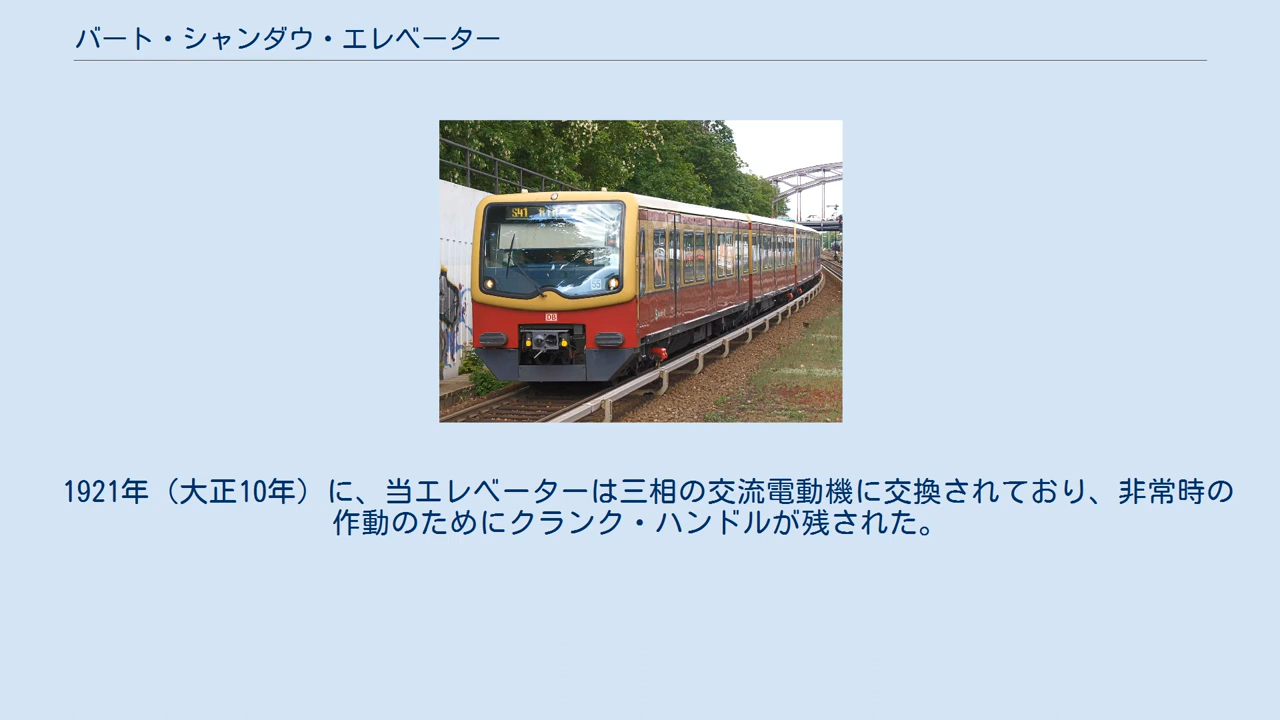 バート・シャンダウ・エレベーター
S41
DB
1921年（大正10年）に、当エレベーターは三相の交流電動機に交換されており、非常時の
作動のためにクランク・ハンドルが残された。